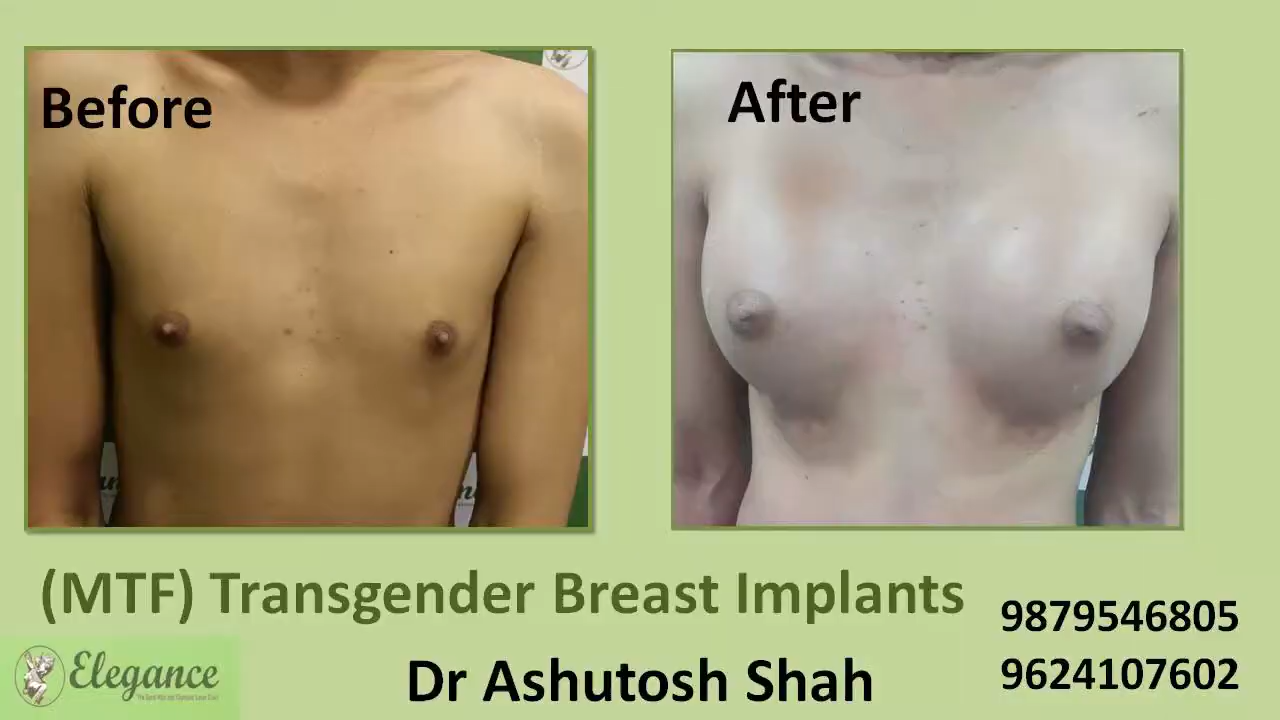 Before
After
(MTF) Transgender Breast Implants
9879546805
9624107602
Dr Ashutosh Shah
Elegance